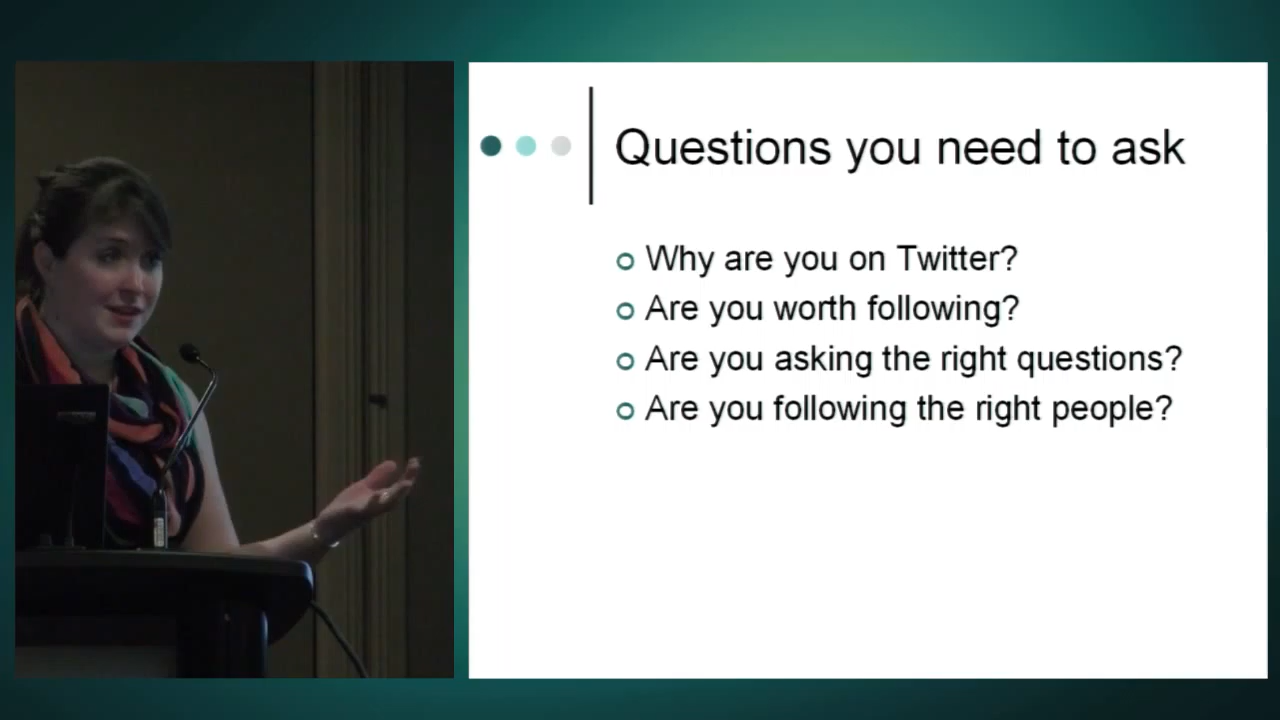 Questions you need to ask
Why are you on Twitter?
Are you worth following?
Are you asking the right questions?
Are you following the right people?